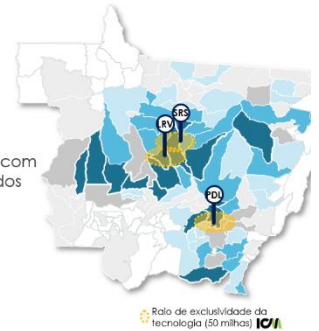 SRS
LRV
com
dos
PDL
Raio de exclusividade da
tecnologia (50 milhas) ICM